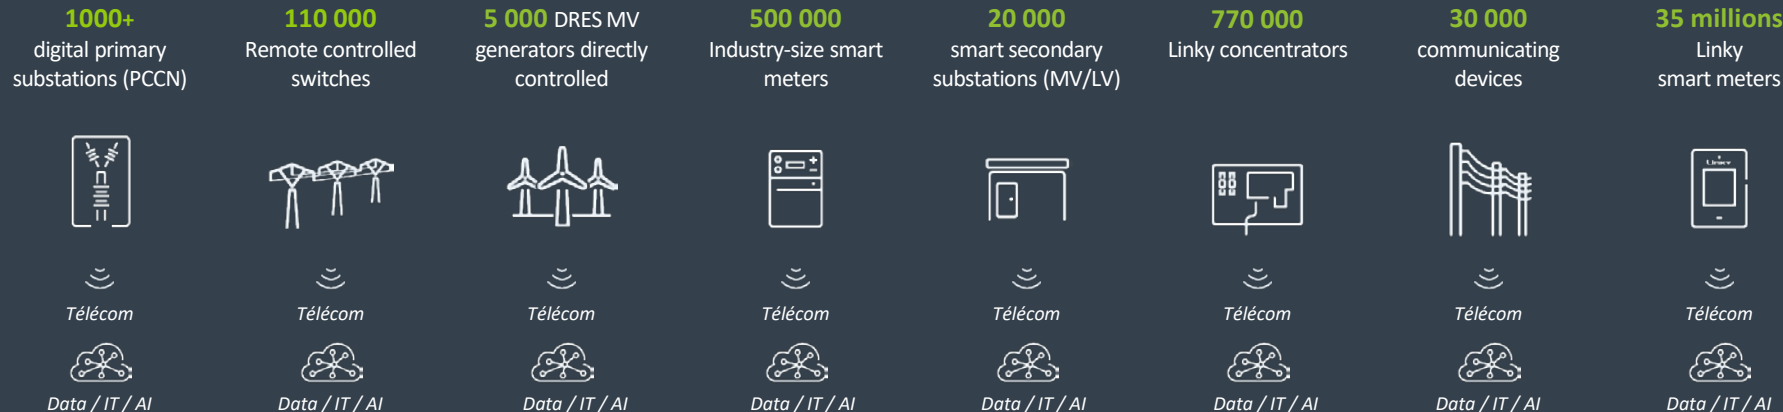 1000+
digital primary
substations (PCCN)
110 000
Remote controlled
switches
5 000 DRES MV
generators directly
controlled
500 000
Industry-size smart
meters
20 000
smart secondary
substations (MV/LV)
770 000
Linky concentrators
30 000
communicating
devices
35 millions
Linky
smart meters
Linky
Télécom
Télécom
Télécom
Télécom
Télécom
Télécom
Télécom
Télécom
Data / IT / AI
Data / IT / AI
Data / IT / AI
Data / IT / AI
Data / IT / AI
Data / IT / AI
Data / IT / AI
Data / IT / AI